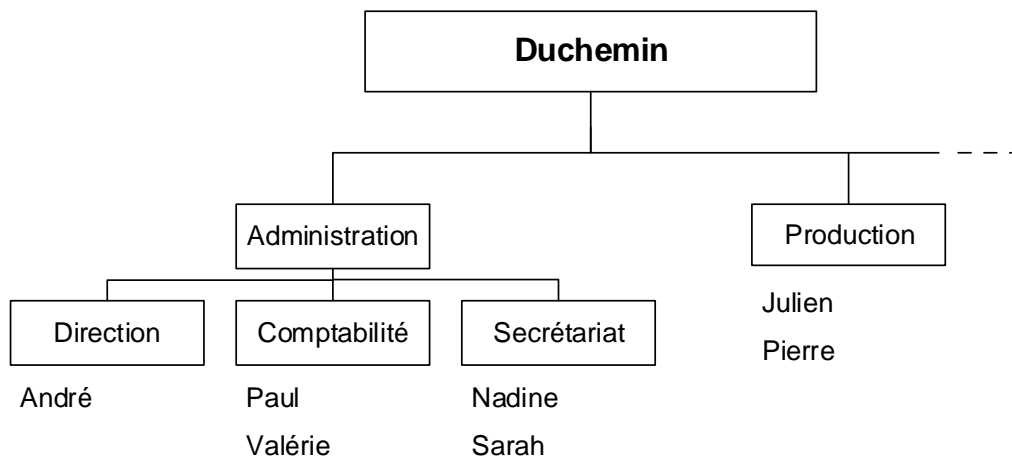 Duchemin
Administration
Production
Direction
Comptabilité
Secrétariat
Julien
Pierre
André
Paul
Nadine
Valérie
Sarah